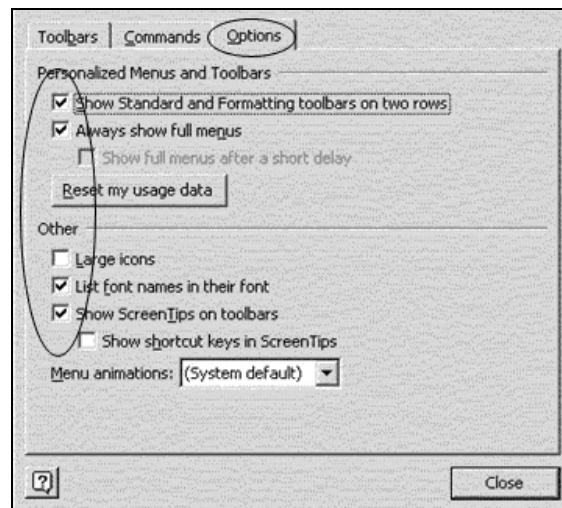 Toolbars Commands Options
Personalized Menus and Toolbars
Show Standard and Formatting toolbars on two rows
Always show full menus
Show full menus after a short delay
Reset my usage data
Other
Large icons
List font names in their font
Show ScreenTips on toolbars
Show shortcut keys in ScreenTips
Menu animations: (System default)
? Close